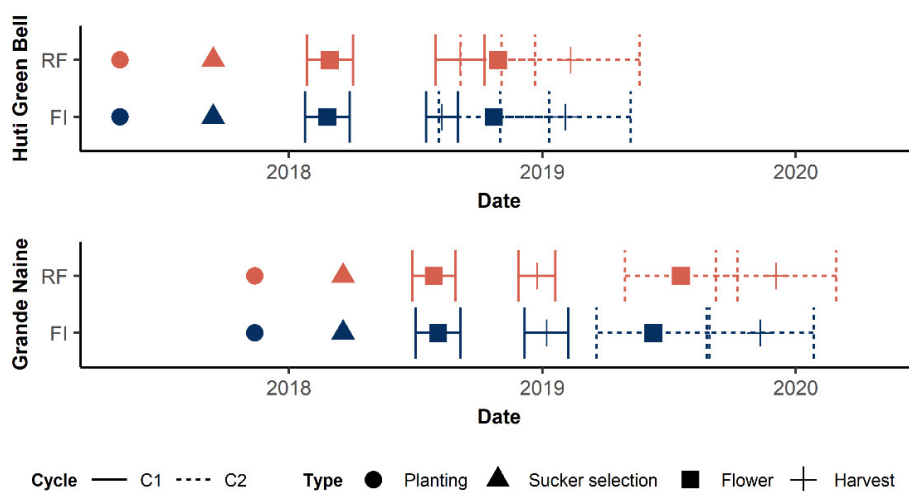 Huti Green Bell
RF
FI
2018 2019 2020
Date
Grande Naine
RF
FI
2018 2019 2020
Date
Cycle C1 C2 Type Planting Sucker selection Flower Harvest